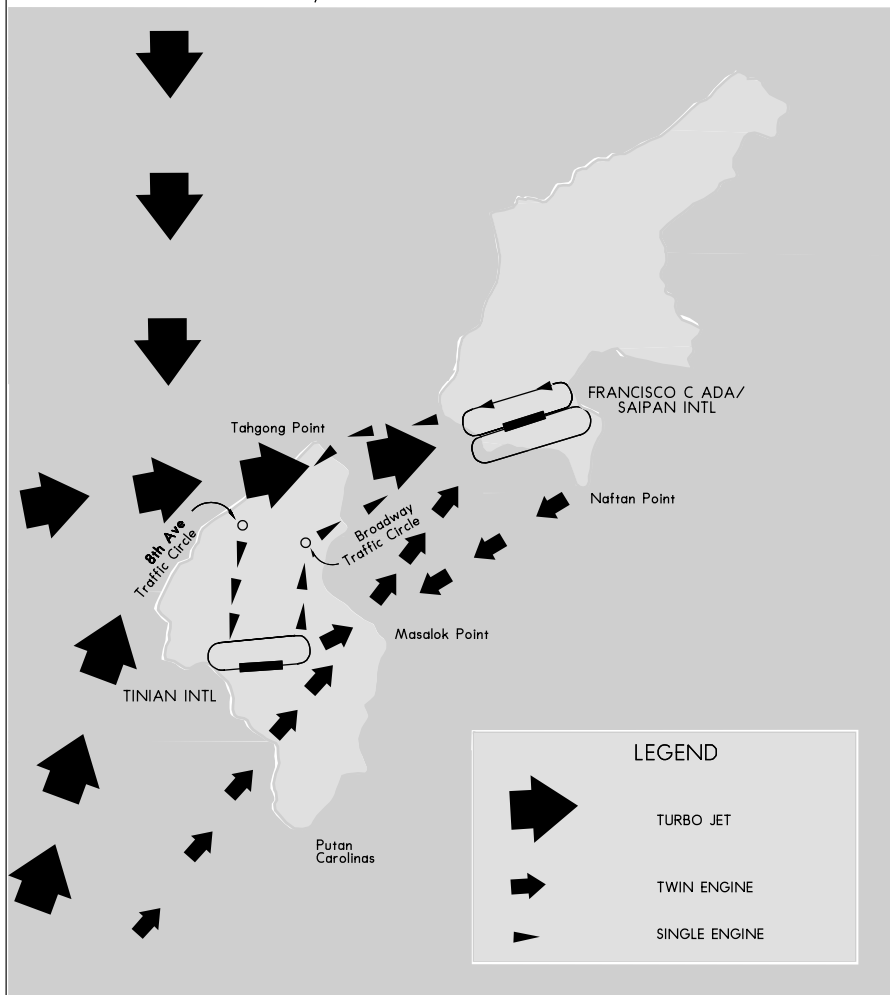 FRANCISCO C ADA/
SAIPAN INTL
Tahgong Point
Naftan Point
8th Ave
Traffic Circle
Broadway
Traffic Circle
Masalok Point
TINIAN INTL
LEGEND
TURBO JET
Putan
Carolinas
TWIN ENGINE
SINGLE ENGINE